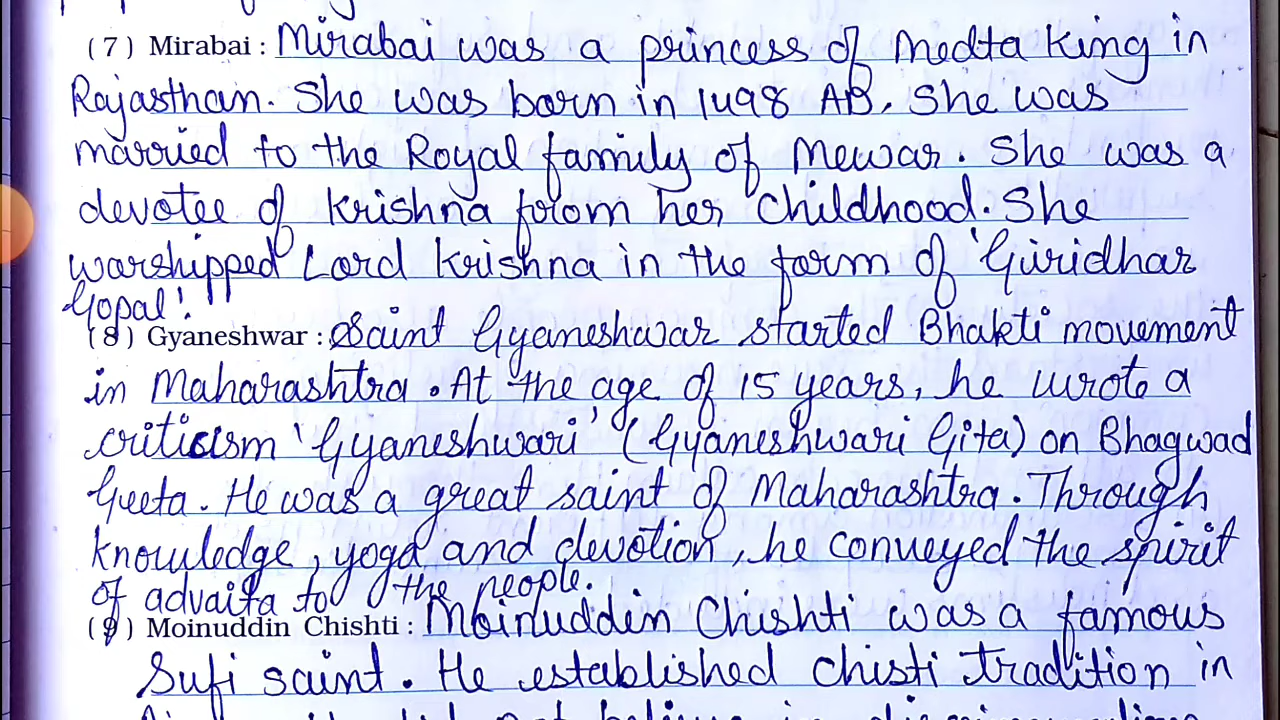 (7) Mirabai : Mirabai was a princess of Medta King in
Rajasthan. She was born in 1498 AD. She was
married to the Royal family of Mewar. She was a
devotee of Krishna from her childhood. She
warshipped Lord Krishna in the form of 'Giridhar
Gopal'.
(8) Gyaneshwar : Saint Gyaneshwar started Bhakti movement
in Maharashtra. At the age of 15 years, he wrote a
criticism 'Gyaneshwari' (Gyaneshwari Gita) on Bhagwad
Geeta. He was a great saint of Maharashtra. Through
knowledge, yoga and devotion, he conveyed the spirit
of advaita to the people.
(9) Moinuddin Chishti : Moinuddin Chishti was a famous
Sufi saint. He established chisti tradition in